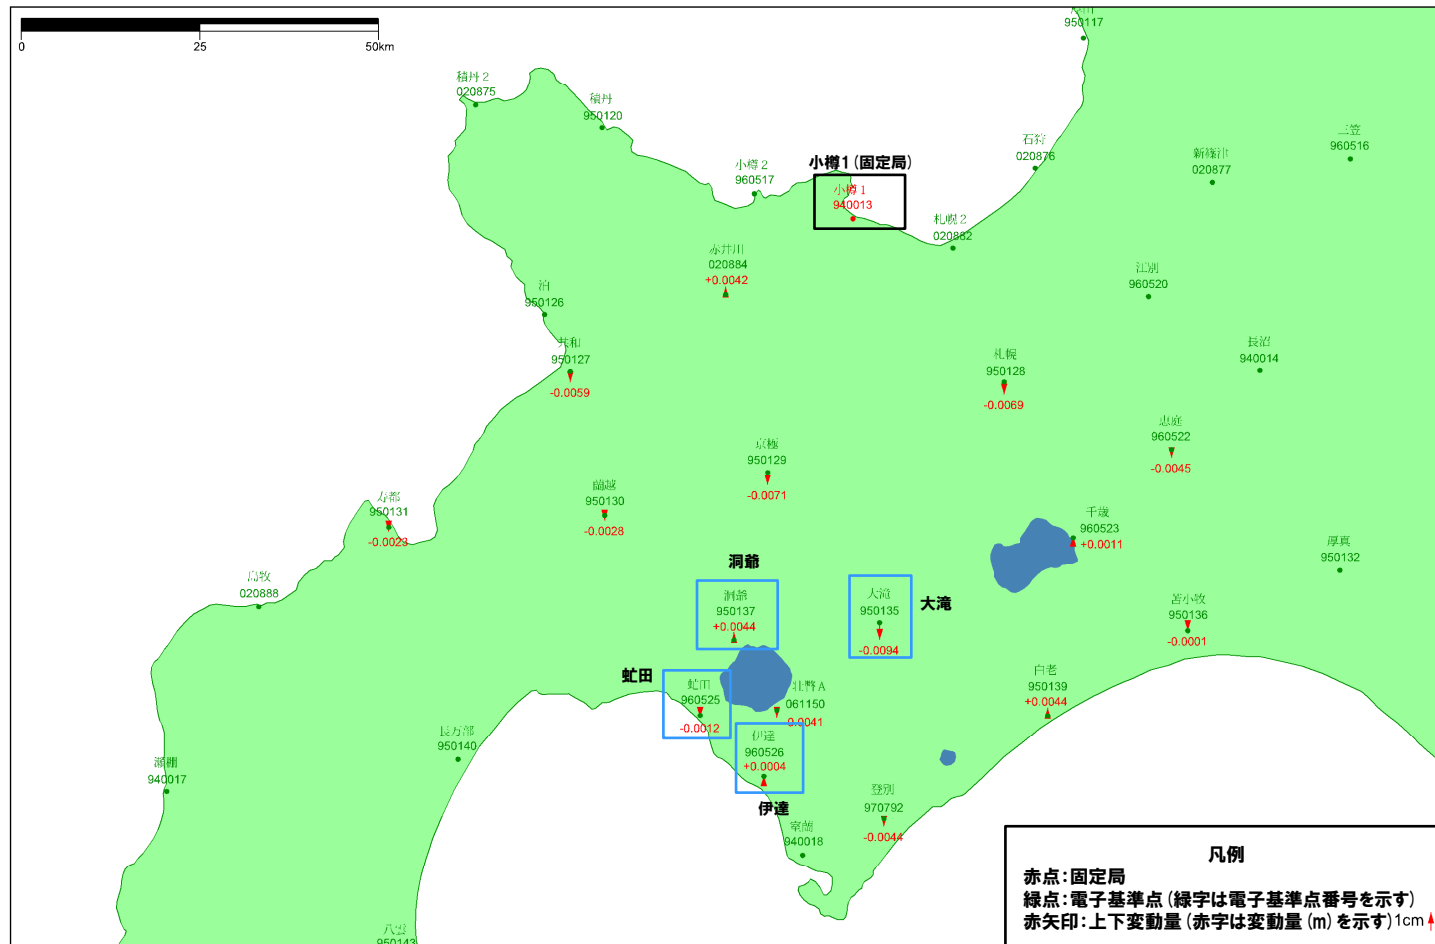 厚田
950117
0
25
50km
積丹２
020875
積丹
950120
三笠
960516
石狩
020876
新篠津
020877
小樽２
960517
小樽1(固定局)
小樽１
940013
札幌２
020882
赤井川
020884
+0.0042
江別
960520
泊
950126
共和
950127
-0.0059
長沼
940014
札幌
950128
-0.0069
恵庭
960522
-0.0045
京極
950129
-0.0071
蘭越
950130
-0.0028
寿都
950131
-0.0023
千歳
960523
+0.0011
厚真
950132
島牧
020888
洞爺
洞爺
950137
+0.0044
大滝
950135
-0.0094
大滝
苫小牧
950136
-0.0001
虻田
虻田
960525
-0.0012
壮瞥Ａ
061150
-0.0041
白老
950139
+0.0044
伊達
960526
+0.0004
伊達
長万部
950140
瀬棚
940017
登別
970792
-0.0044
室蘭
940018
八雲
950143
凡例
赤点：固定局
緑点：電子基準点（緑字は電子基準点番号を示す）
赤矢印：上下変動量（赤字は変動量（m）を示す）1cm